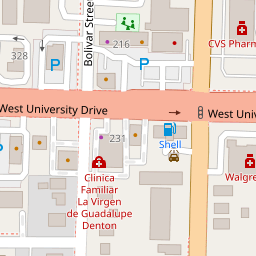 Bolivar Street
216
328
P
P
CVS Pharm
West University Drive
West Univ
231
Shell
Clinica
Familiar
La Virgen
de Guadalupe
Denton
Walgre